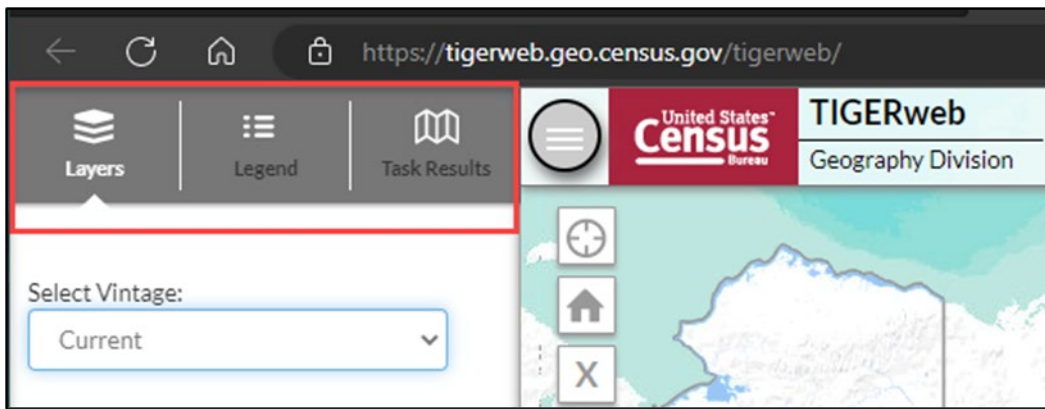 https://tigerweb.geo.census.gov/tigerweb/
Layers
Legend
Task Results
United States™
Census
Bureau
TIGERweb
Geography Division
Select Vintage:
Current
X